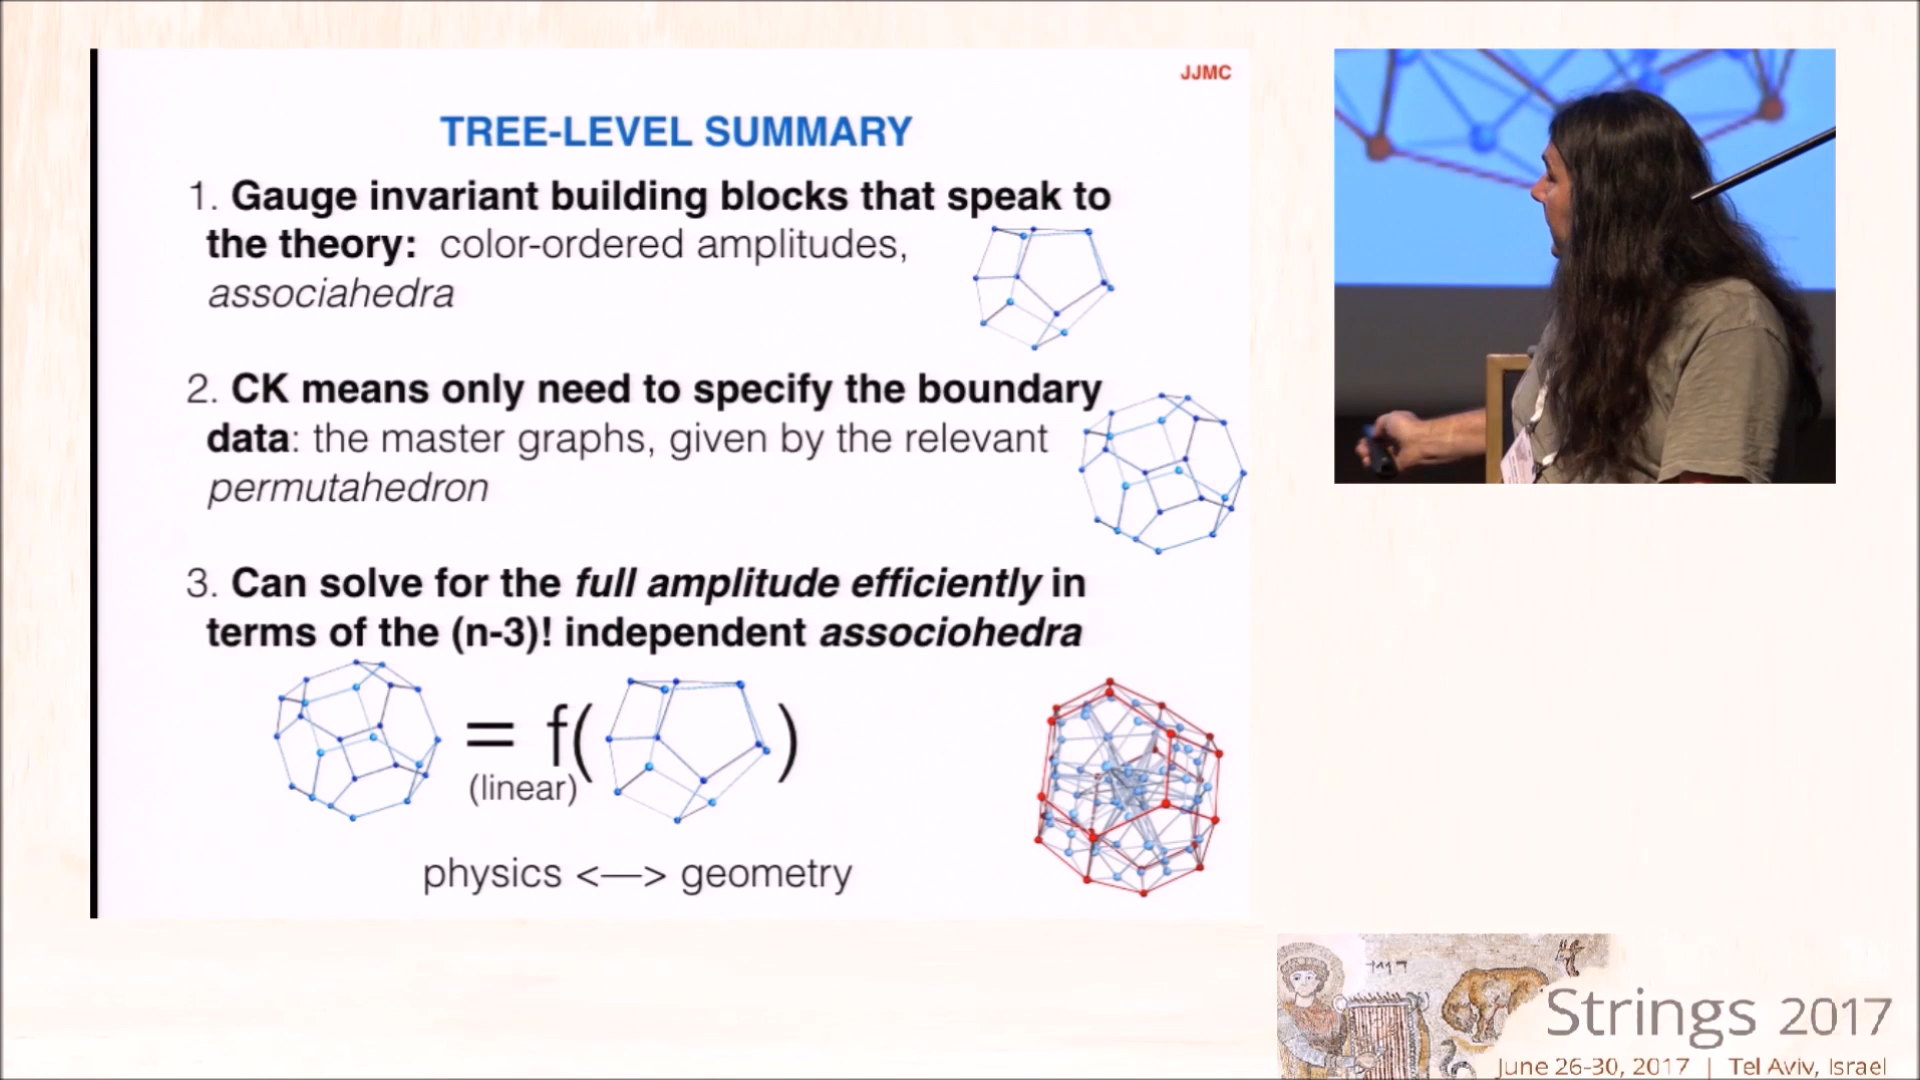 JJMC
TREE-LEVEL SUMMARY
1. Gauge invariant building blocks that speak to
the theory: color-ordered amplitudes,
associahedra
2. CK means only need to specify the boundary
data: the master graphs, given by the relevant
permutahedron
3. Can solve for the full amplitude efficiently in
terms of the (n-3)! independent associohedra
= f( )
(linear)
physics <—> geometry
Strings 2017
June 26-30, 2017 | Tel Aviv, Israel